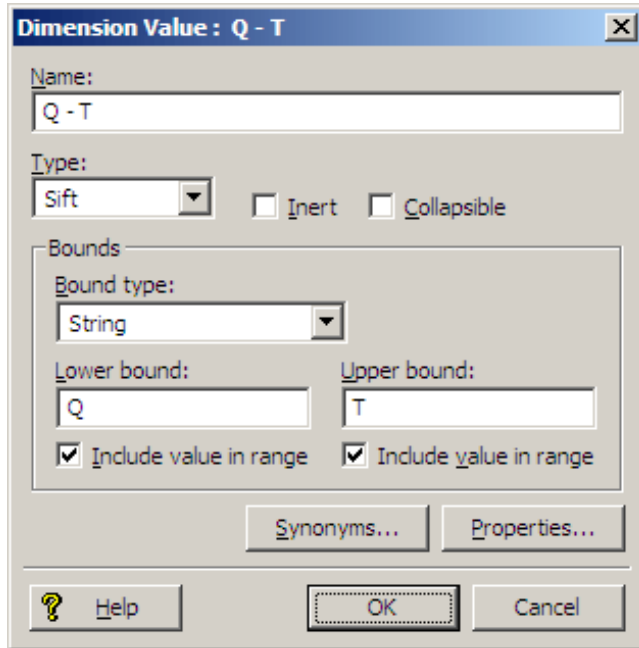 Dimension Value : Q - T
Name:
Q - T
Type:
Sift Inert Collapsible
Bounds
Bound type:
String
Lower bound: Upper bound:
Q T
Include value in range Include value in range
Synonyms... Properties...
Help OK Cancel